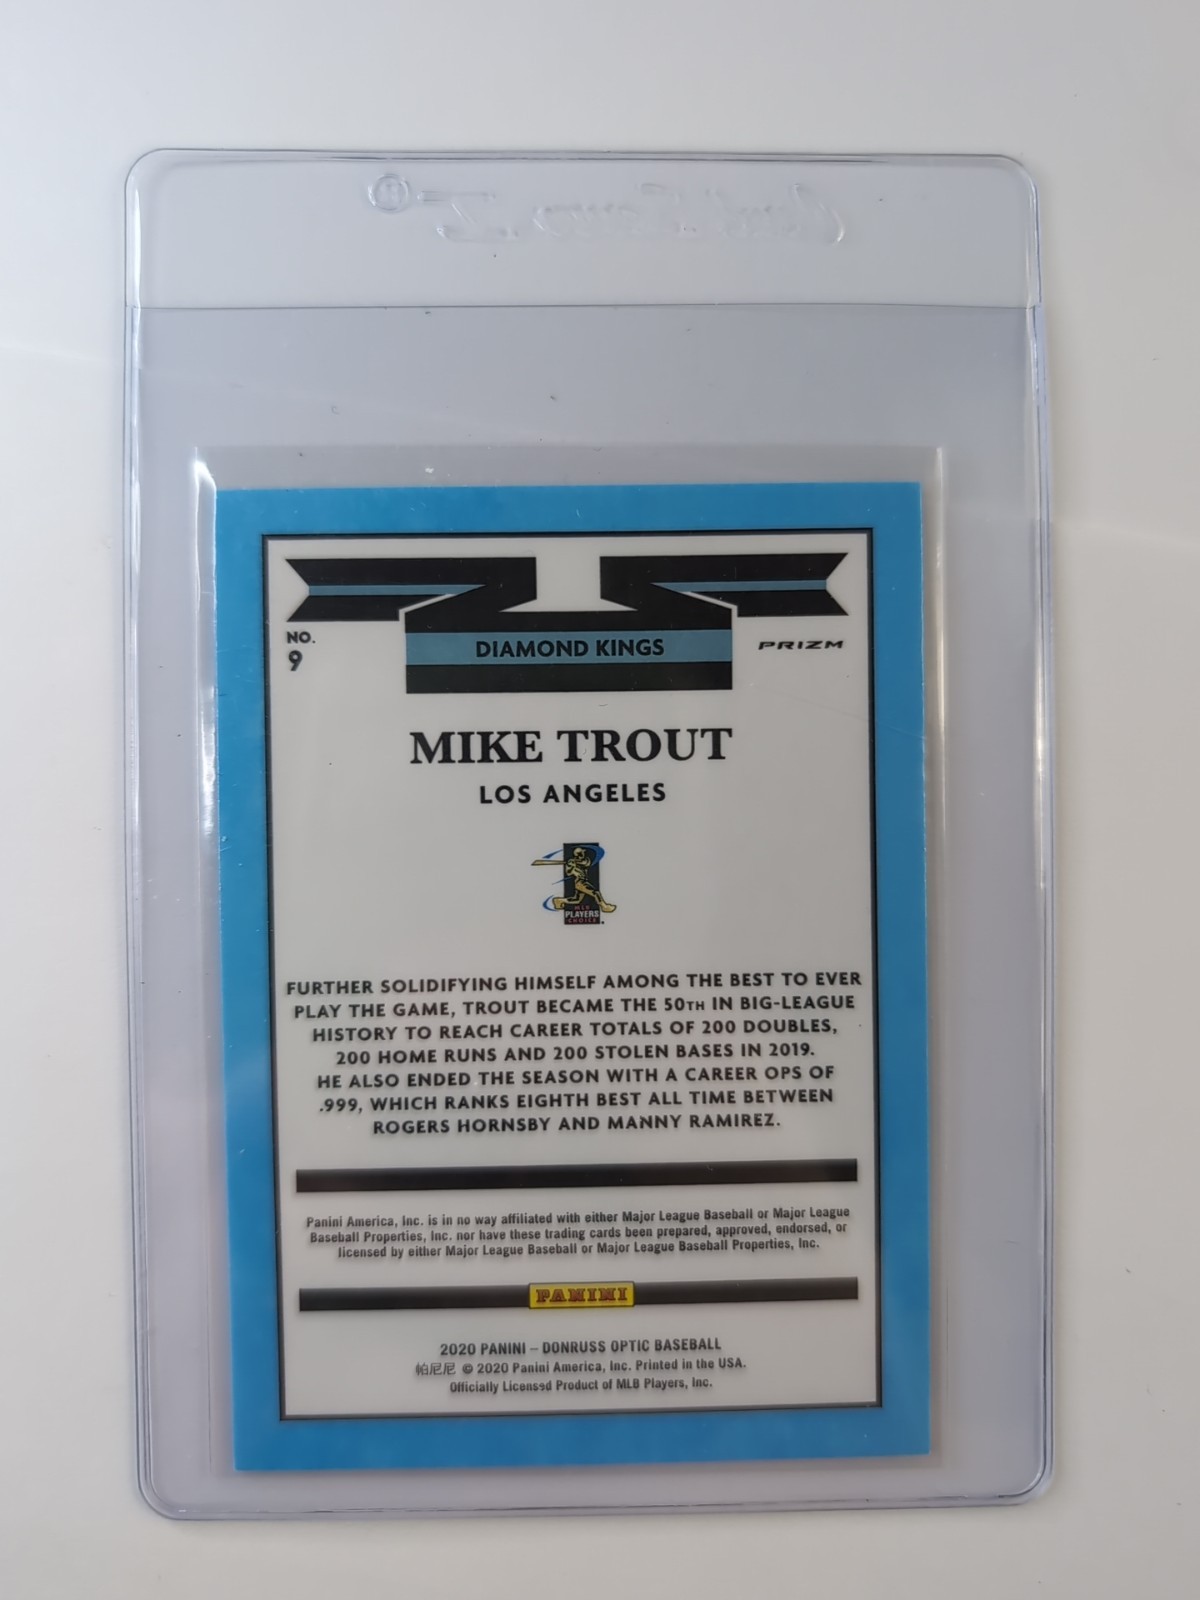 NO.
9
DIAMOND KINGS
PRIZM
MIKE TROUT
LOS ANGELES
MLB
PLAYERS
CHOICE
FURTHER SOLIDIFYING HIMSELF AMONG THE BEST TO EVER
PLAY THE GAME, TROUT BECAME THE 50TH IN BIG-LEAGUE
HISTORY TO REACH CAREER TOTALS OF 200 DOUBLES,
200 HOME RUNS AND 200 STOLEN BASES IN 2019.
HE ALSO ENDED THE SEASON WITH A CAREER OPS OF
.999, WHICH RANKS EIGHTH BEST ALL TIME BETWEEN
ROGERS HORNSBY AND MANNY RAMIREZ.
Panini America, Inc. is in no way affiliated with either Major League Baseball or Major League
Baseball Properties, Inc. nor have these trading cards been prepared, approved, endorsed, or
licensed by either Major League Baseball or Major League Baseball Properties, Inc.
PANINI
2020 PANINI – DONRUSS OPTIC BASEBALL
帕尼尼 © 2020 Panini America, Inc. Printed in the USA.
Officially Licensed Product of MLB Players, Inc.